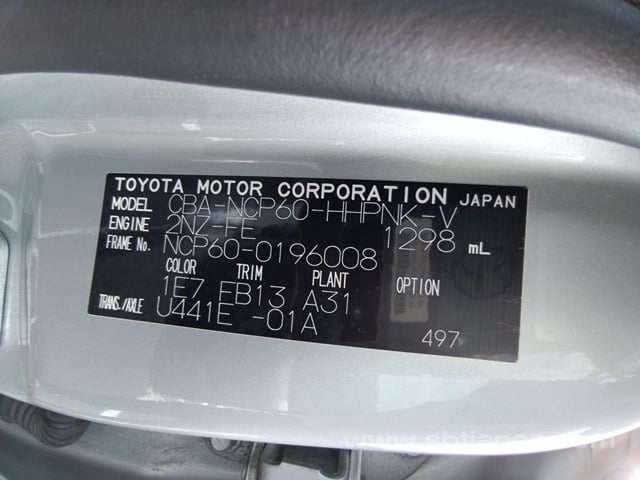 TOYOTA MOTOR CORPORATION JAPAN
MODEL CBA-NCP60-HHPNK-V
ENGINE 2NZ-FE 1298 mL
FRAME No. NCP60-0196008
COLOR TRIM PLANT OPTION
1E7 FB13 A31
TRANS./AXLE U441E -01A
497